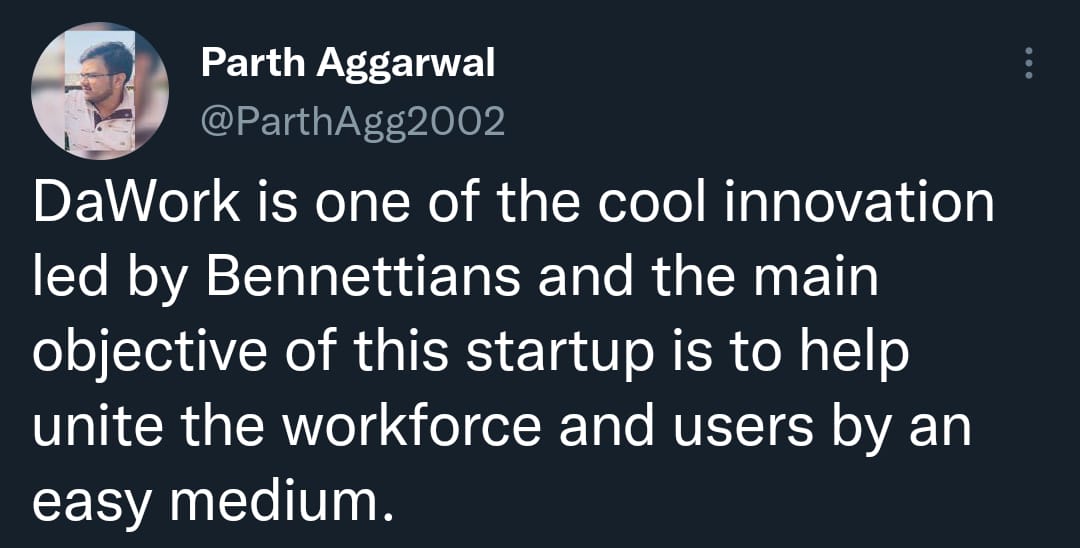 Parth Aggarwal
@ParthAgg2002
DaWork is one of the cool innovation
led by Bennettians and the main
objective of this startup is to help
unite the workforce and users by an
easy medium.